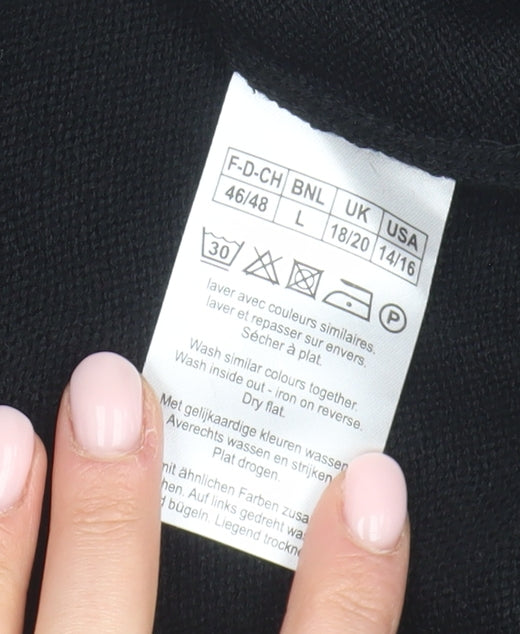 F-D-CH BNL UK USA
46/48 L 18/20 14/16
30 P
laver avec couleurs similaires.
laver et repasser sur envers.
Sécher à plat.
Wash similar colours together.
Wash inside out - iron on reverse.
Dry flat.
Met gelijkaardige kleuren wassen
Averechts wassen en strijken
Plat drogen.
mit ähnlichen Farben
Auf links gedreht
bügeln. Liegend